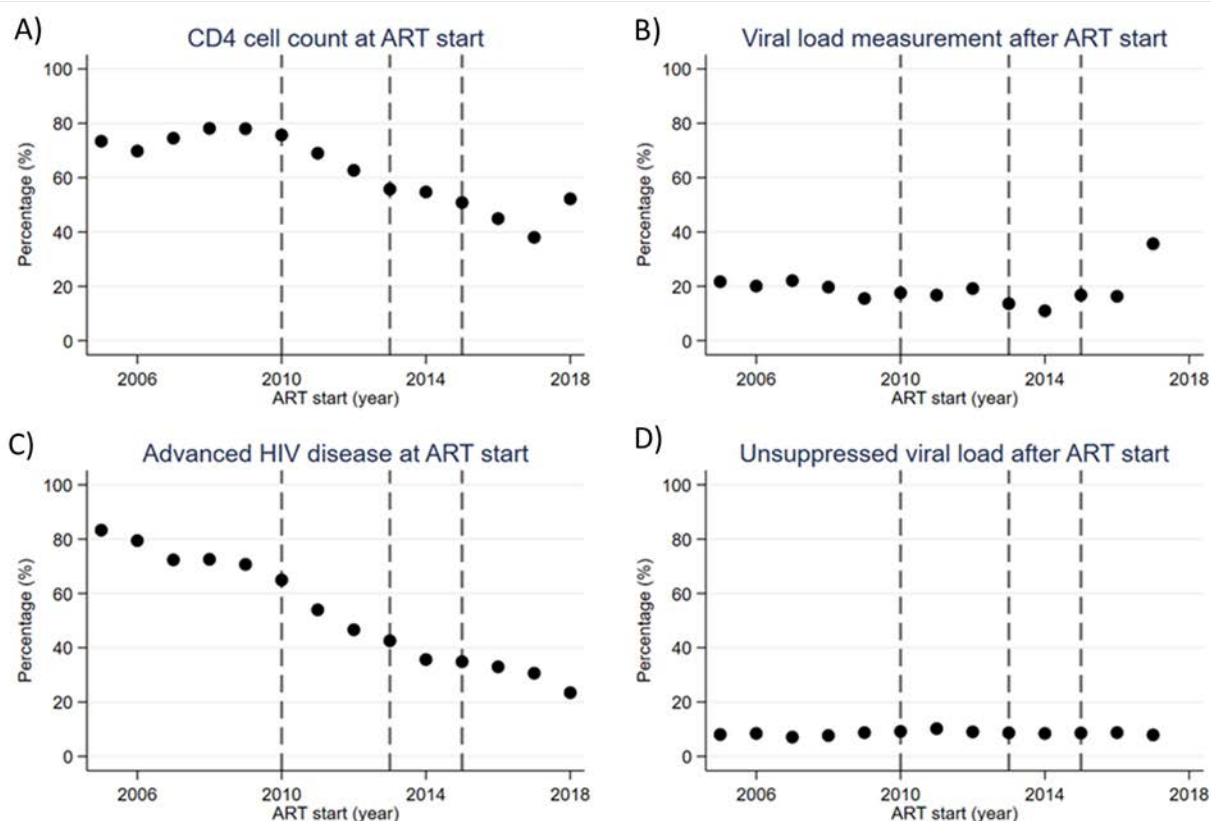 A)
CD4 cell count at ART start
Percentage (%)
100
80
60
40
20
0
2006 2010 2014 2018
ART start (year)
B)
Viral load measurement after ART start
Percentage (%)
100
80
60
40
20
0
2006 2010 2014 2018
ART start (year)
C)
Advanced HIV disease at ART start
Percentage (%)
100
80
60
40
20
0
2006 2010 2014 2018
ART start (year)
D)
Unsuppressed viral load after ART start
Percentage (%)
100
80
60
40
20
0
2006 2010 2014 2018
ART start (year)